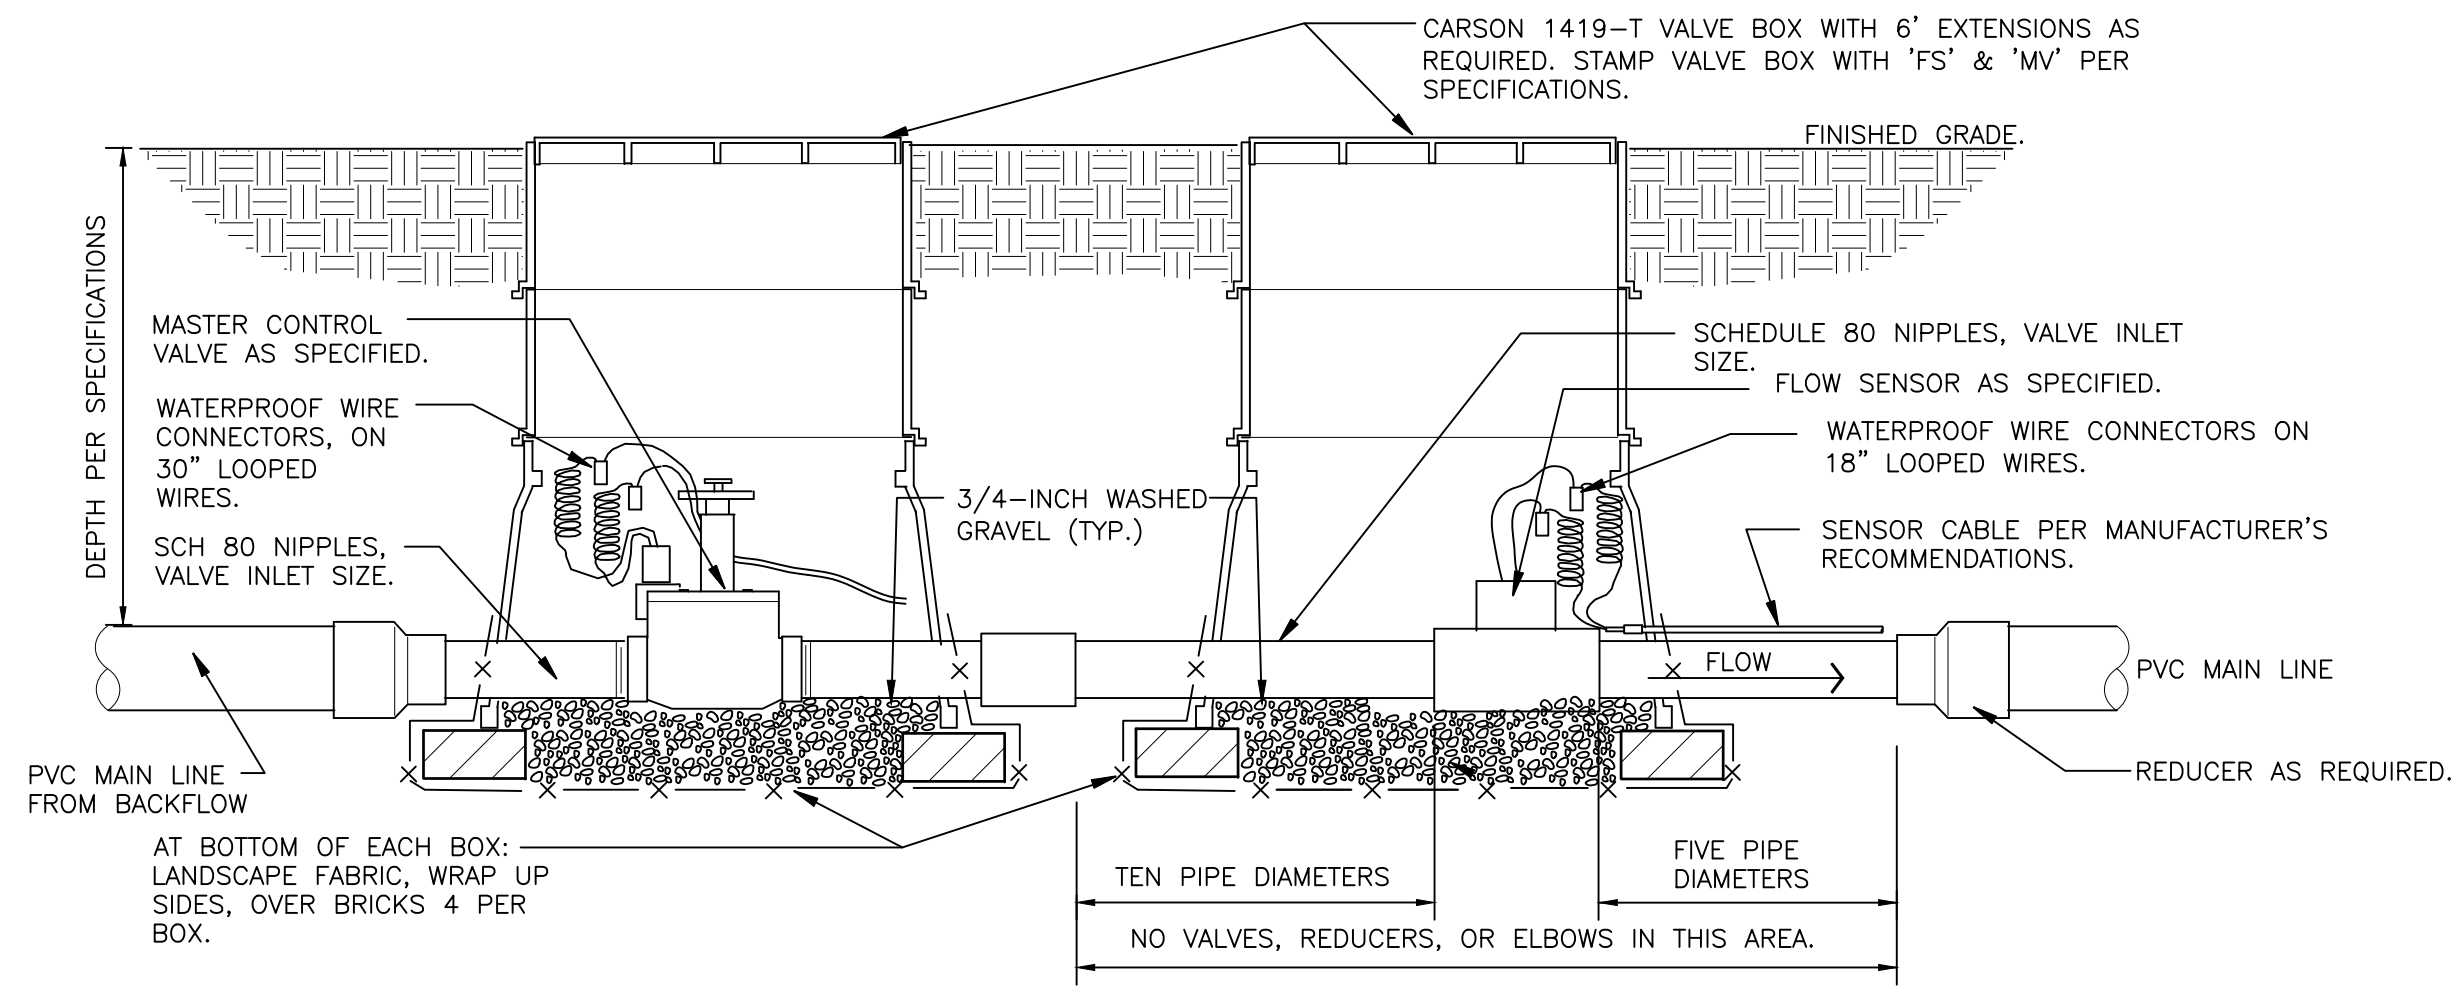 CARSON 1419-T VALVE BOX WITH 6' EXTENSIONS AS
REQUIRED. STAMP VALVE BOX WITH 'FS' & 'MV' PER
SPECIFICATIONS.
FINISHED GRADE.
DEPTH PER SPECIFICATIONS
MASTER CONTROL
VALVE AS SPECIFIED.
WATERPROOF WIRE
CONNECTORS, ON
30" LOOPED
WIRES.
SCH 80 NIPPLES,
VALVE INLET SIZE.
3/4-INCH WASHED
GRAVEL (TYP.)
SCHEDULE 80 NIPPLES, VALVE INLET
SIZE.
FLOW SENSOR AS SPECIFIED.
WATERPROOF WIRE CONNECTORS ON
18" LOOPED WIRES.
SENSOR CABLE PER MANUFACTURER'S
RECOMMENDATIONS.
FLOW
PVC MAIN LINE
REDUCER AS REQUIRED.
PVC MAIN LINE
FROM BACKFLOW
AT BOTTOM OF EACH BOX:
LANDSCAPE FABRIC, WRAP UP
SIDES, OVER BRICKS 4 PER
BOX.
TEN PIPE DIAMETERS
FIVE PIPE
DIAMETERS
NO VALVES, REDUCERS, OR ELBOWS IN THIS AREA.